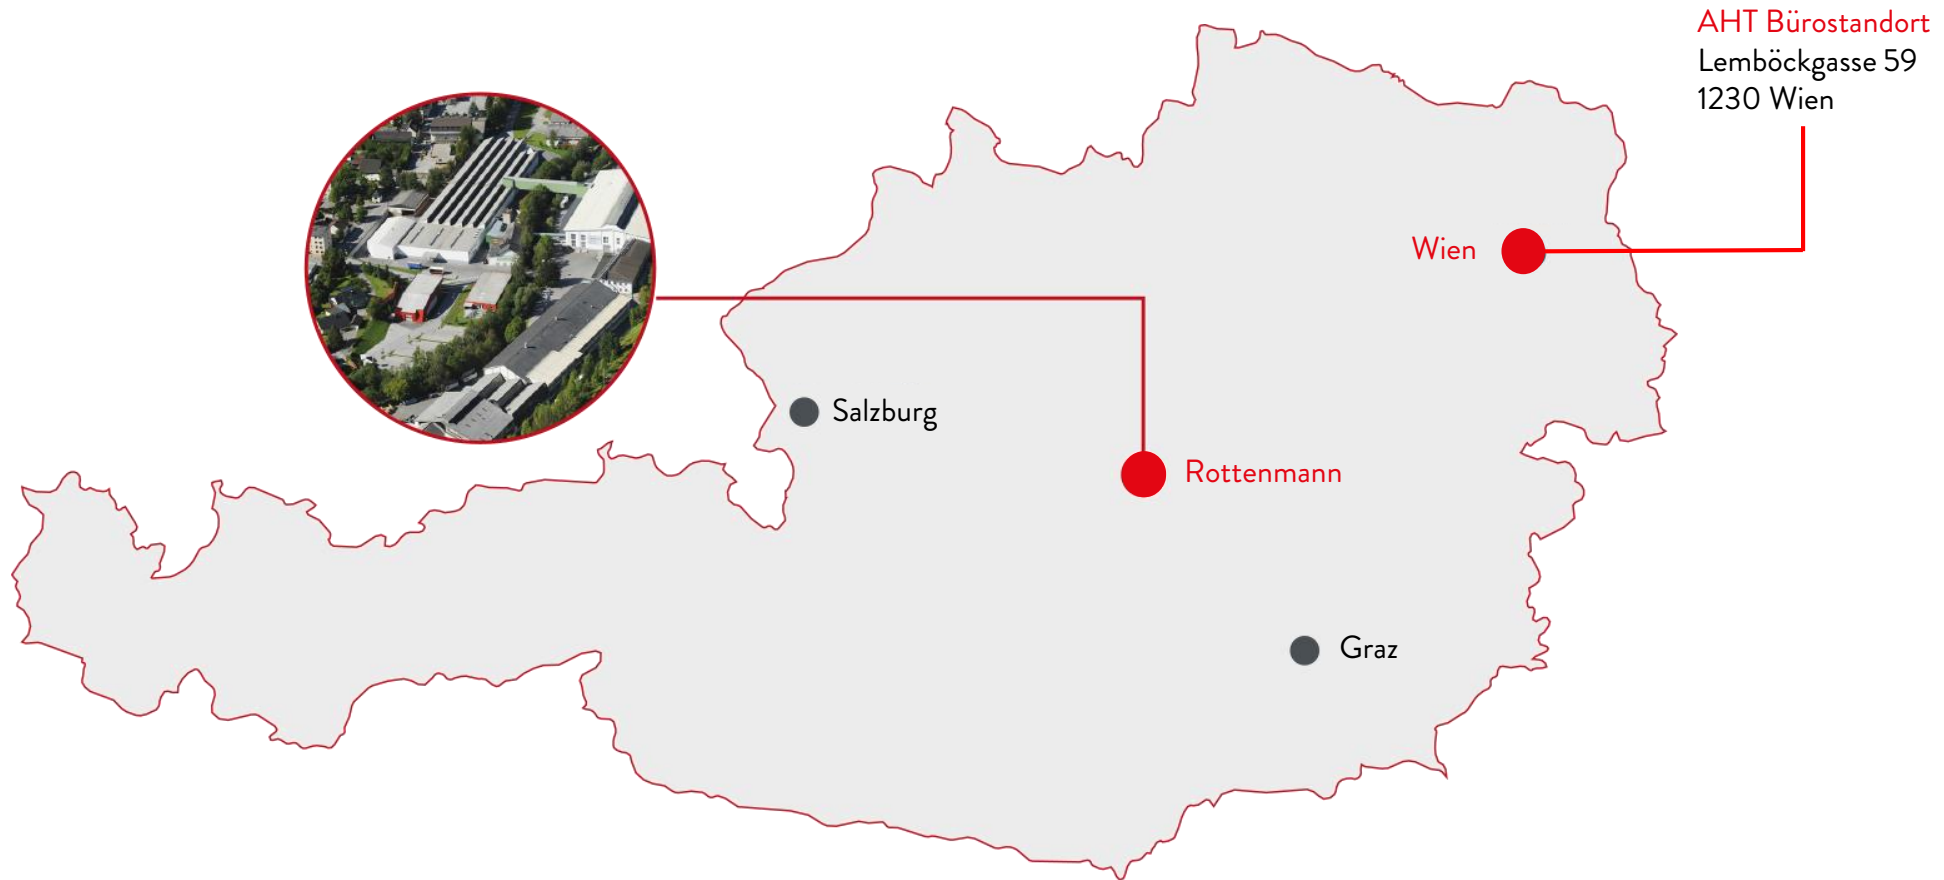 AHT Bürostandort
Lemböckgasse 59
1230 Wien
Wien
Salzburg
Rottenmann
Graz